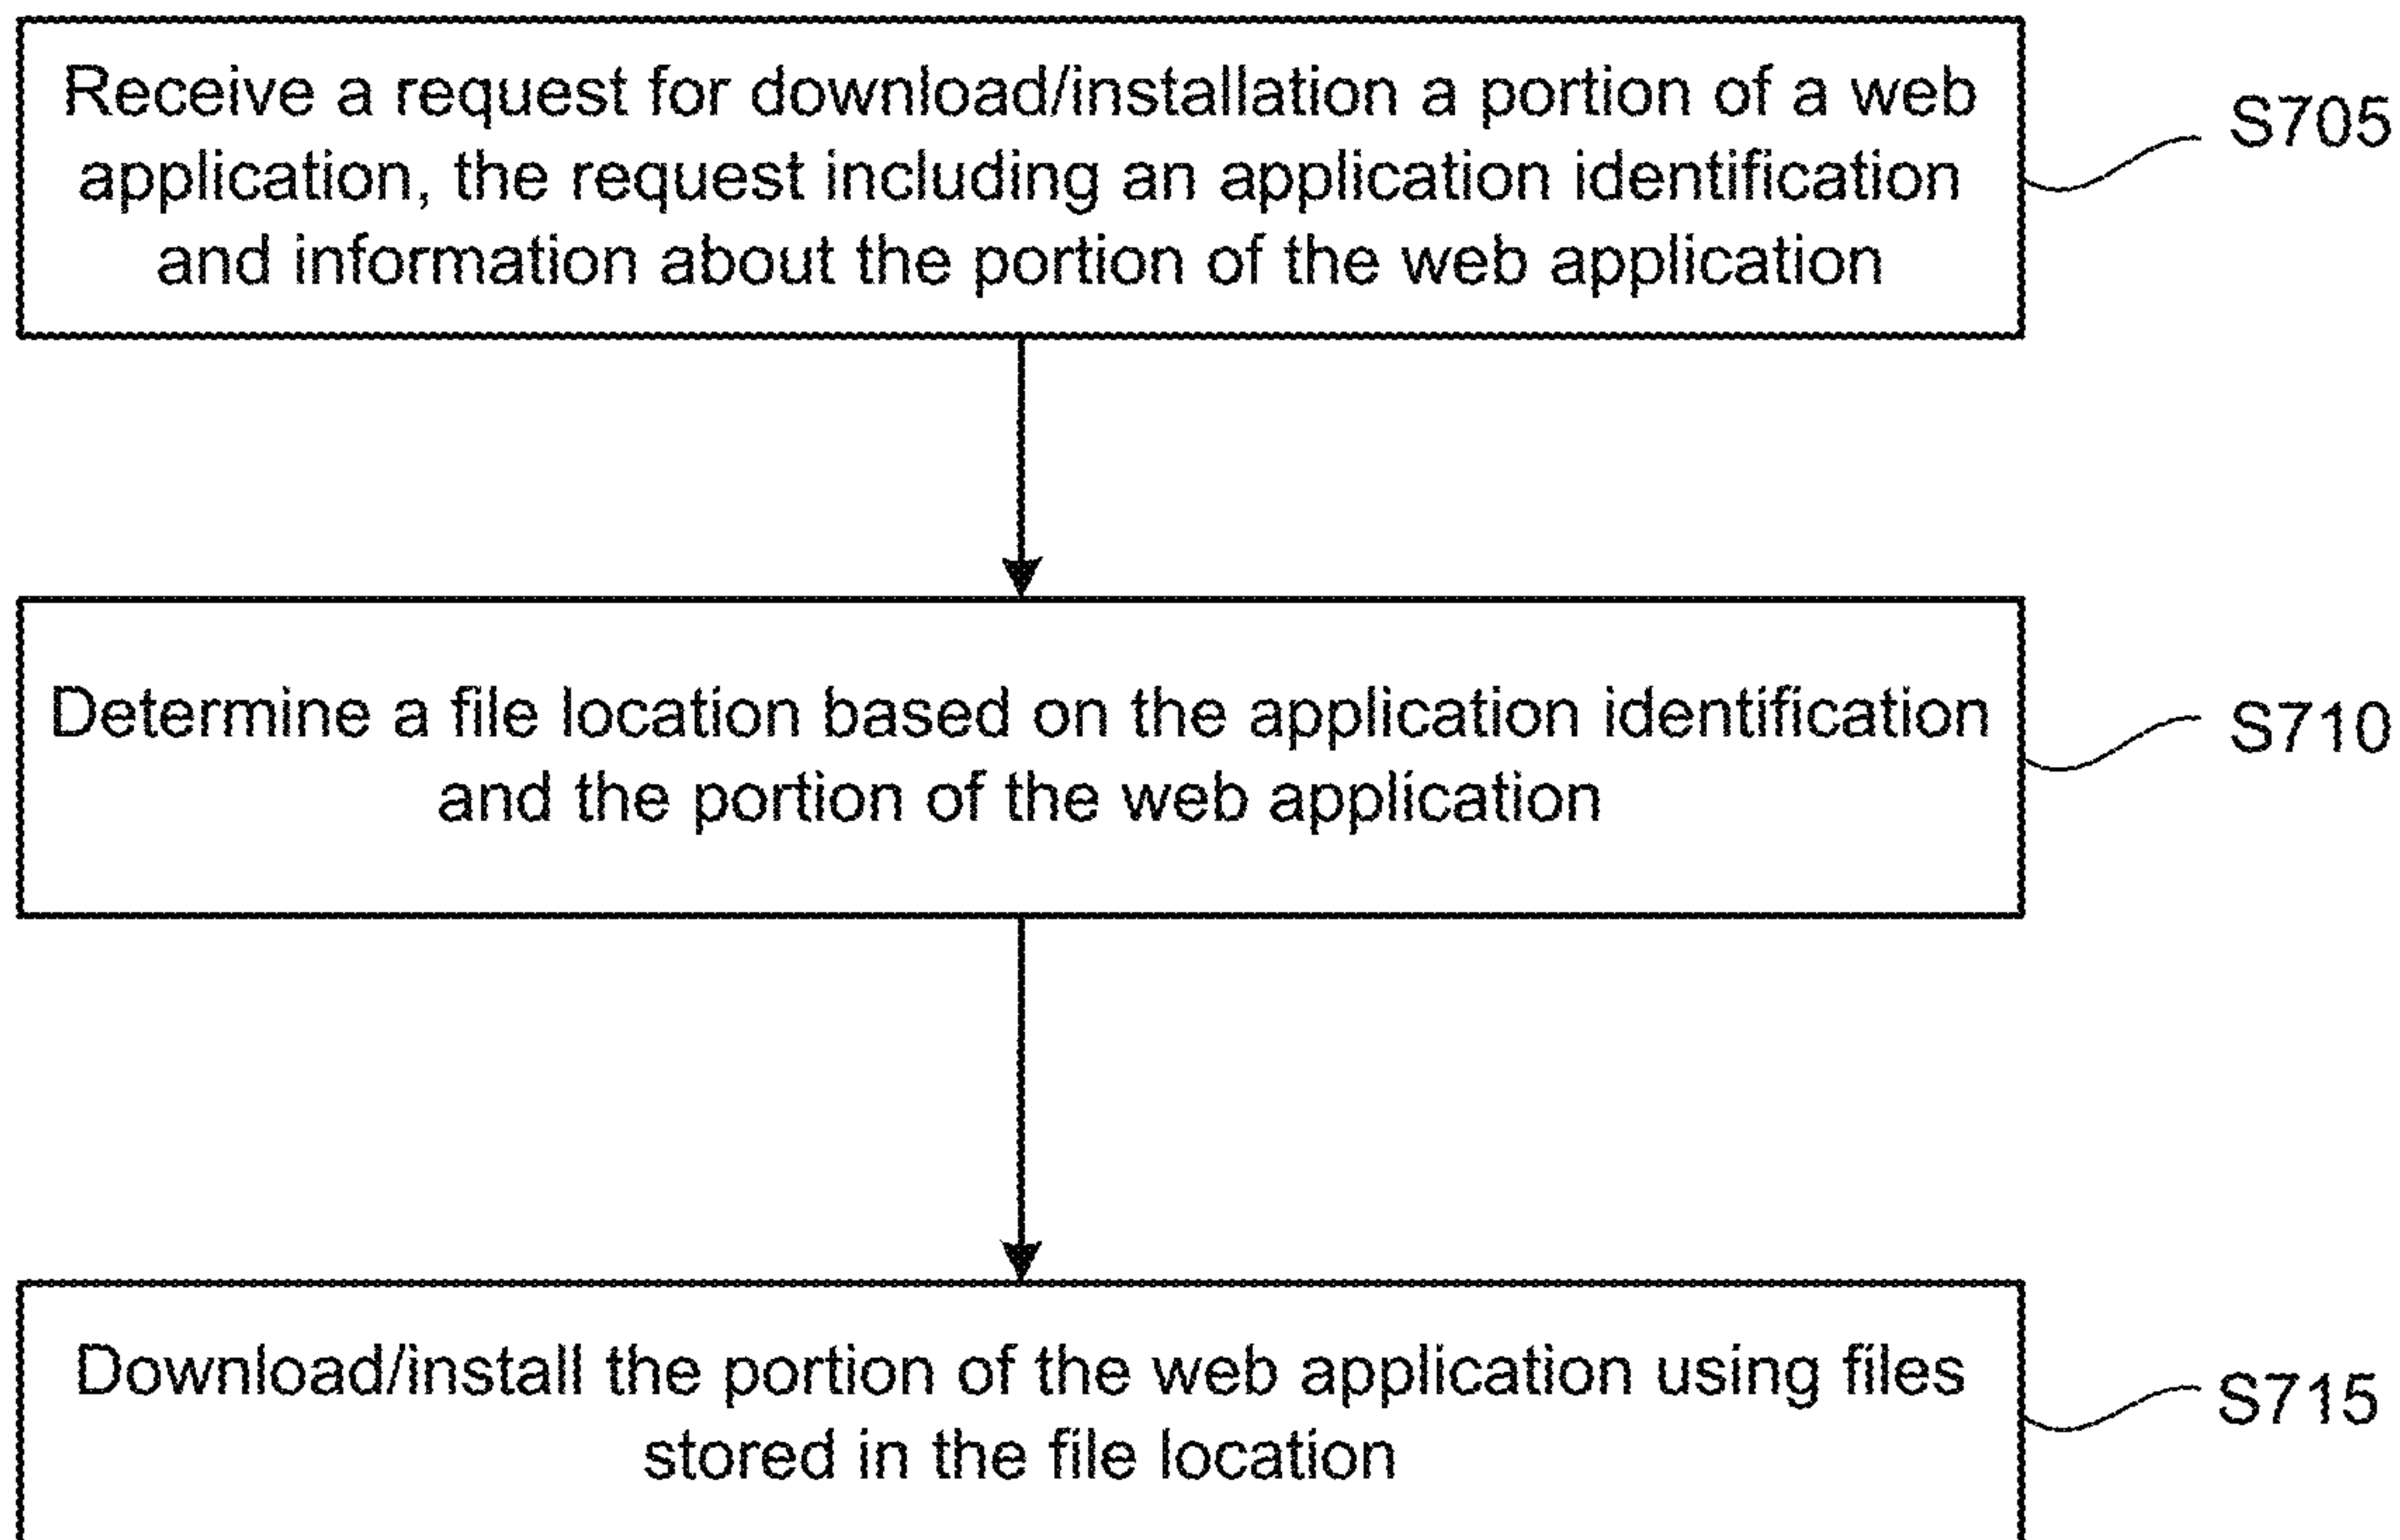 Receive a request for download/installation a portion of a web
application, the request including an application identification
and information about the portion of the web application
S705
Determine a file location based on the application identification
and the portion of the web application
S710
Download/install the portion of the web application using files
stored in the file location
S715